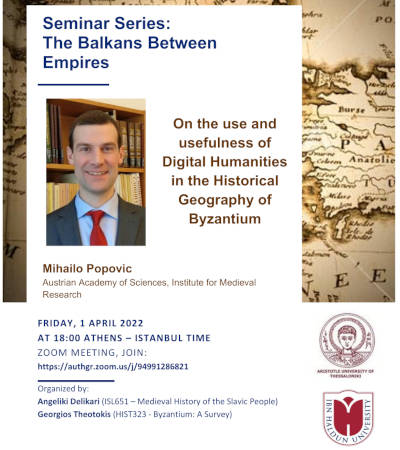 Seminar Series:
The Balkans Between
Empires
On the use and
usefulness of
Digital Humanities
in the Historical
Geography of
Byzantium
Mihailo Popovic
Austrian Academy of Sciences, Institute for Medieval
Research
FRIDAY, 1 APRIL 2022
AT 18:00 ATHENS – ISTANBUL TIME
ZOOM MEETING, JOIN:
https://authgr.zoom.us/j/94991286821
Organized by:
Angeliki Delikari (ISL651 – Medieval History of the Slavic People)
Georgios Theotokis (HIST323 - Byzantium: A Survey)
ARISTOTLE UNIVERSITY OF
THESSALONIKI
IBN HALDUN UNIVERSITY
Burse
Anatolie